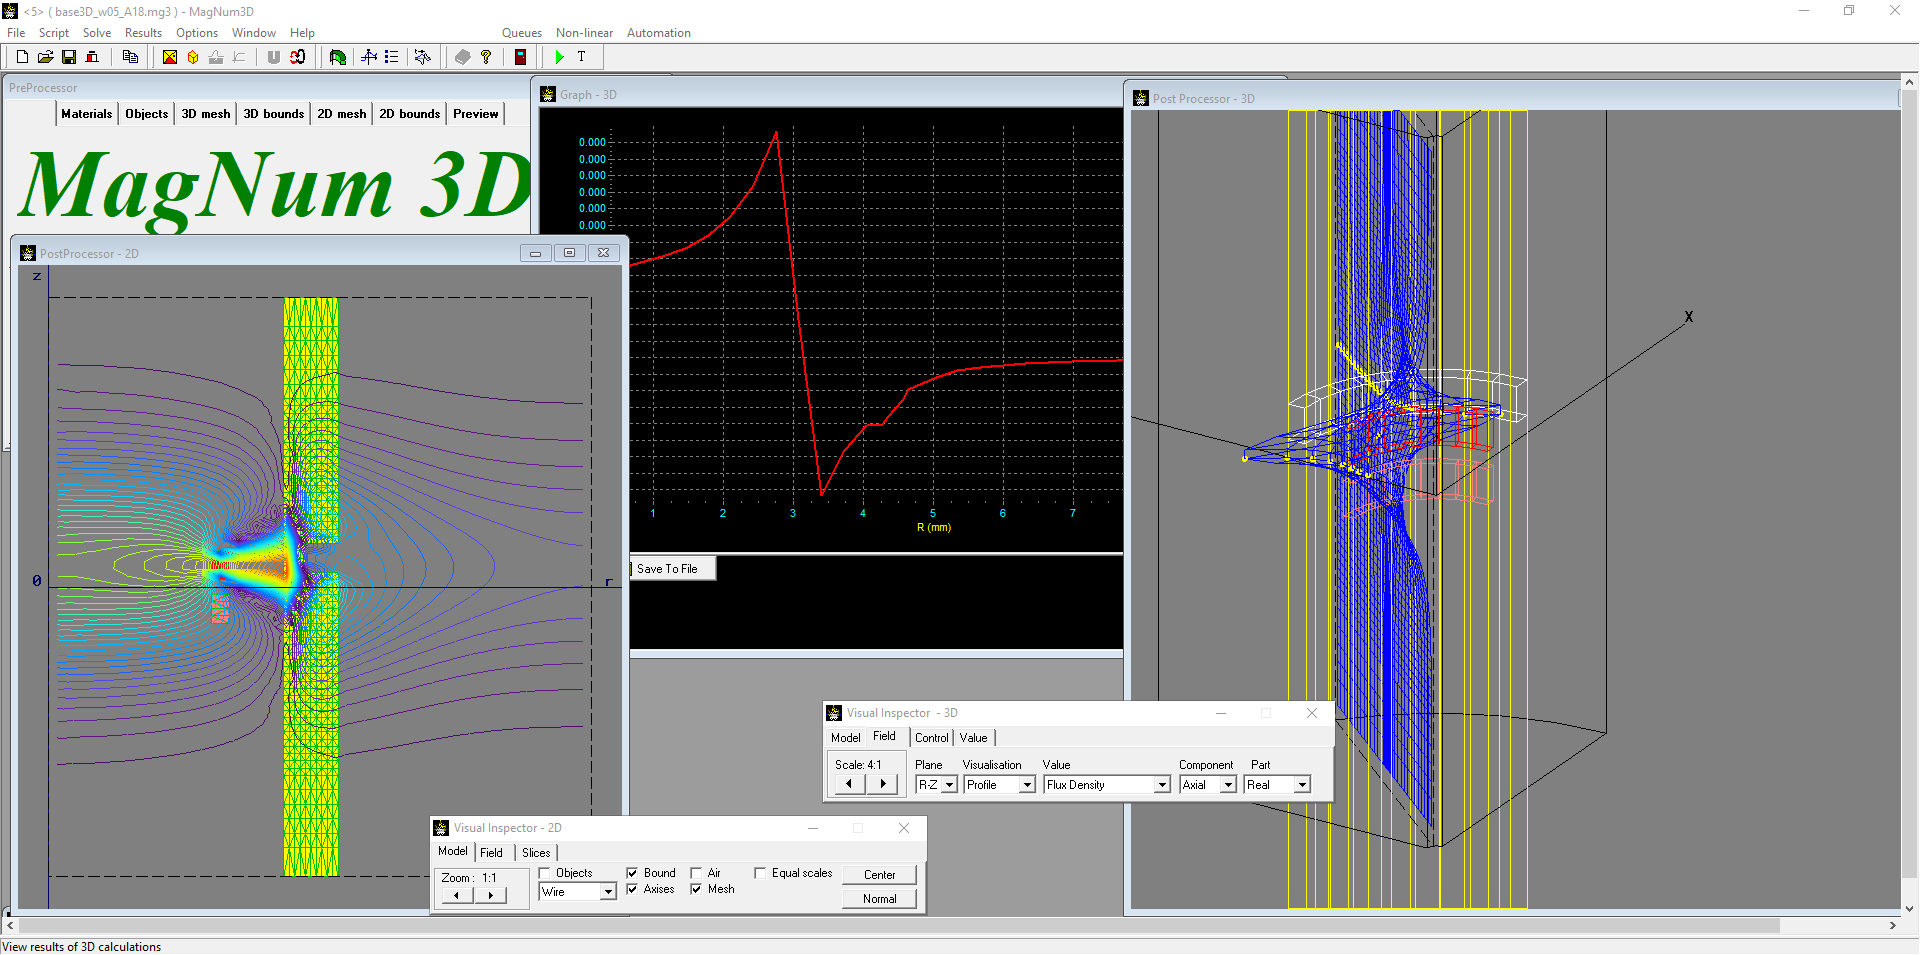 <5> ( base3D_w05_A18.mg3 ) - MagNum3D
File Script Solve Results Options Window Help Queues Non-linear Automation
T
PreProcessor
Materials Objects 3D mesh 3D bounds 2D mesh 2D bounds Preview
MagNum 3D
Graph - 3D
0.000
0.000
0.000
0.000
0.000
0.000
1 2 3 4 5 6 7
R (mm)
Save To File
Post Processor - 3D
X
PostProcessor - 2D
z
0
r
Visual Inspector - 3D
Model Field Control Value
Scale: 4:1 Plane Visualisation Value Component Part
R-Z Profile Flux Density Axial Real
Visual Inspector - 2D
Model Field Slices
Zoom : 1:1 Objects Bound Air Equal scales Center
Wire Axises Mesh Normal
View results of 3D calculations